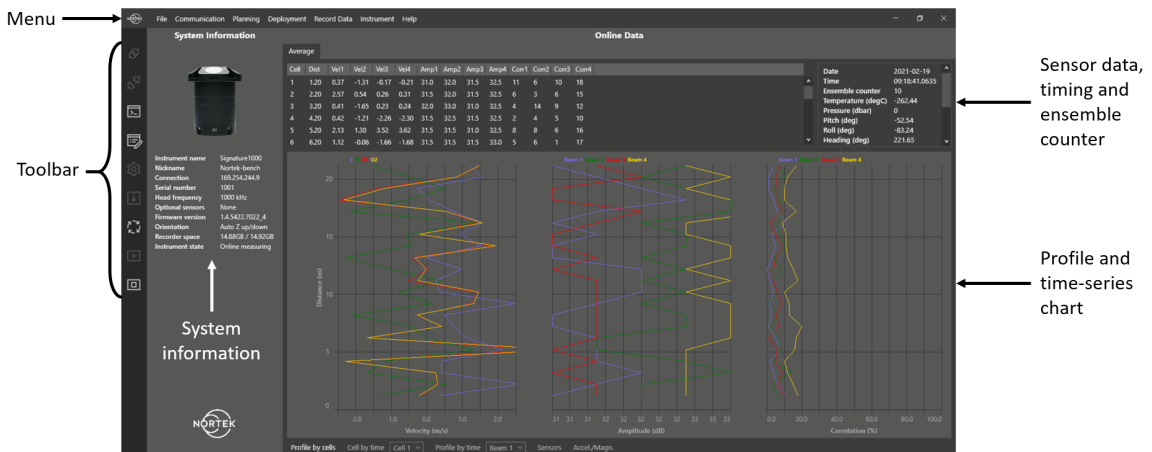 Menu
Toolbar
NORTEK
File Communication Planning Deployment Record Data Instrument Help
System Information
Instrument name Signature1000
Nickname Nortek-bench
Connection 169.254.244.9
Serial number 1001
Head frequency 1000 kHz
Optional sensors None
Firmware version 1.4.5422.7022_4
Orientation Auto Z up/down
Recorder space 14.88GB / 14.92GB
Instrument state Online measuring
System
information
NORTEK
Online Data
Average
Cell Dist Vel1 Vel2 Vel3 Vel4 Amp1 Amp2 Amp3 Amp4 Corr1 Corr2 Corr3 Corr4
1 1.20 0.37 -1.31 -0.17 -0.21 31.0 32.0 31.5 32.5 11 6 10 18
2 2.20 2.57 0.54 0.26 0.31 31.5 32.0 31.5 32.5 6 3 6 15
3 3.20 0.41 -1.65 0.23 0.24 32.0 33.0 31.0 32.5 4 14 9 12
4 4.20 0.42 -1.21 -2.26 -2.30 31.5 32.5 31.5 32.5 2 4 5 10
5 5.20 2.13 1.30 3.52 3.62 31.5 31.5 31.0 32.5 8 8 6 16
6 6.20 1.12 -0.06 -1.66 -1.68 31.5 31.5 31.5 33.0 5 6 1 17
Date 2021-02-19
Time 09:18:41.0635
Ensemble counter 10
Temperature (degC) -262.44
Pressure (dbar) 0
Pitch (deg) -52.54
Roll (deg) -83.24
Heading (deg) 221.65
U2
Beam 1 Beam 4
Beam 4
20
15
10
5
0
Distance (m)
-2.0 -1.0 0.0 1.0 2.0
Velocity (m/s)
31 31 31 32 32 32 32 32 33 33 33
Amplitude (dB)
0.0 20.0 40.0 60.0 80.0 100.0
Correlation (%)
Profile by cells Cell by time Cell 1 Profile by time Beam 1 Sensors Accel./Magn.
Sensor data,
timing and
ensemble
counter
Profile and
time-series
chart